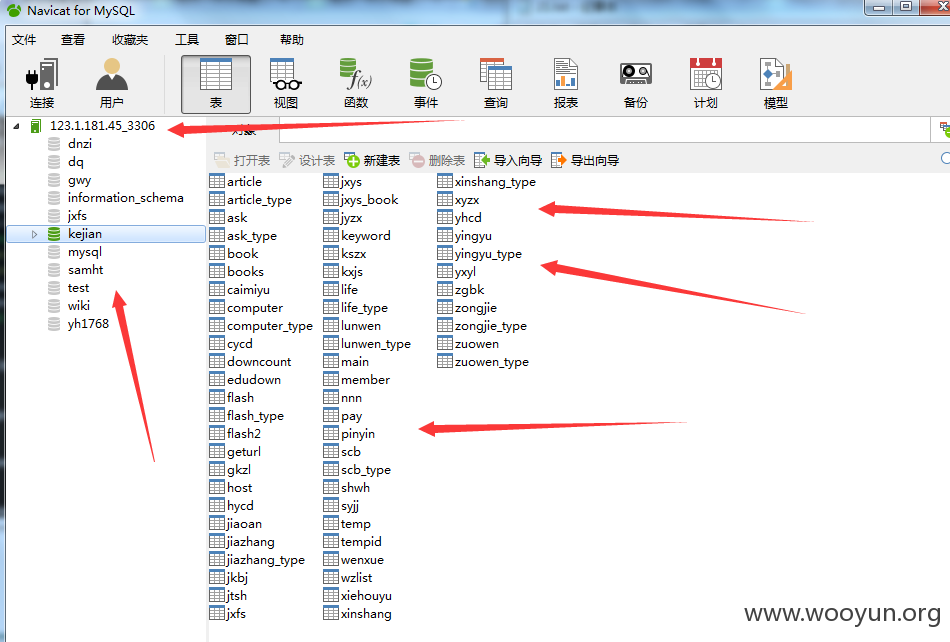 Navicat for MySQL
文件 查看 收藏夹 工具 窗口 帮助
连接 用户 表 视图 函数 事件 查询 报表 备份 计划 模型
123.1.181.45_3306
dnzi
dq
gwy
information_schema
jxfs
kejian
mysql
samht
test
wiki
yh1768
对象
打开表 设计表 新建表 删除表 导入向导 导出向导
article
article_type
ask
ask_type
book
books
caimiyu
computer
computer_type
cycd
downcount
edudown
flash
flash_type
flash2
geturl
gkzl
host
hycd
jiaoan
jiazhang
jiazhang_type
jkbj
jtsh
jxfs
jxys
jxys_book
jyzx
keyword
kszx
kxjs
life
life_type
lunwen
lunwen_type
main
member
nnn
pay
pinyin
scb
scb_type
shwh
syjj
temp
tempid
wenxue
wzlist
xiehouyu
xinshang
xinshang_type
xyzx
yhcd
yingyu
yingyu_type
yxyl
zgbk
zongjie
zongjie_type
zuowen
zuowen_type
www.wooyun.org